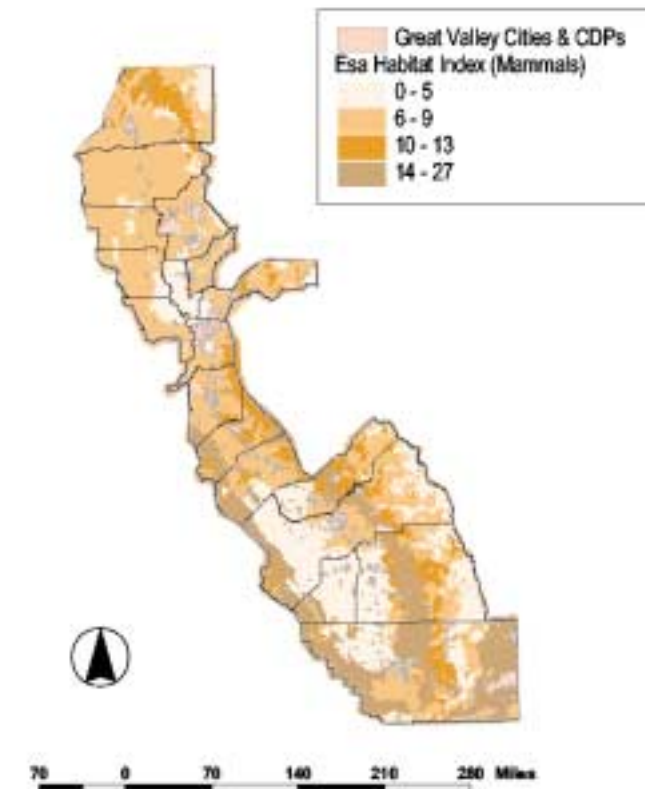 Great Valley Cities & CDPs
Esa Habitat Index (Mammals)
0 - 5
6 - 9
10 - 13
14 - 27
70 0 70 140 210 280 Miles